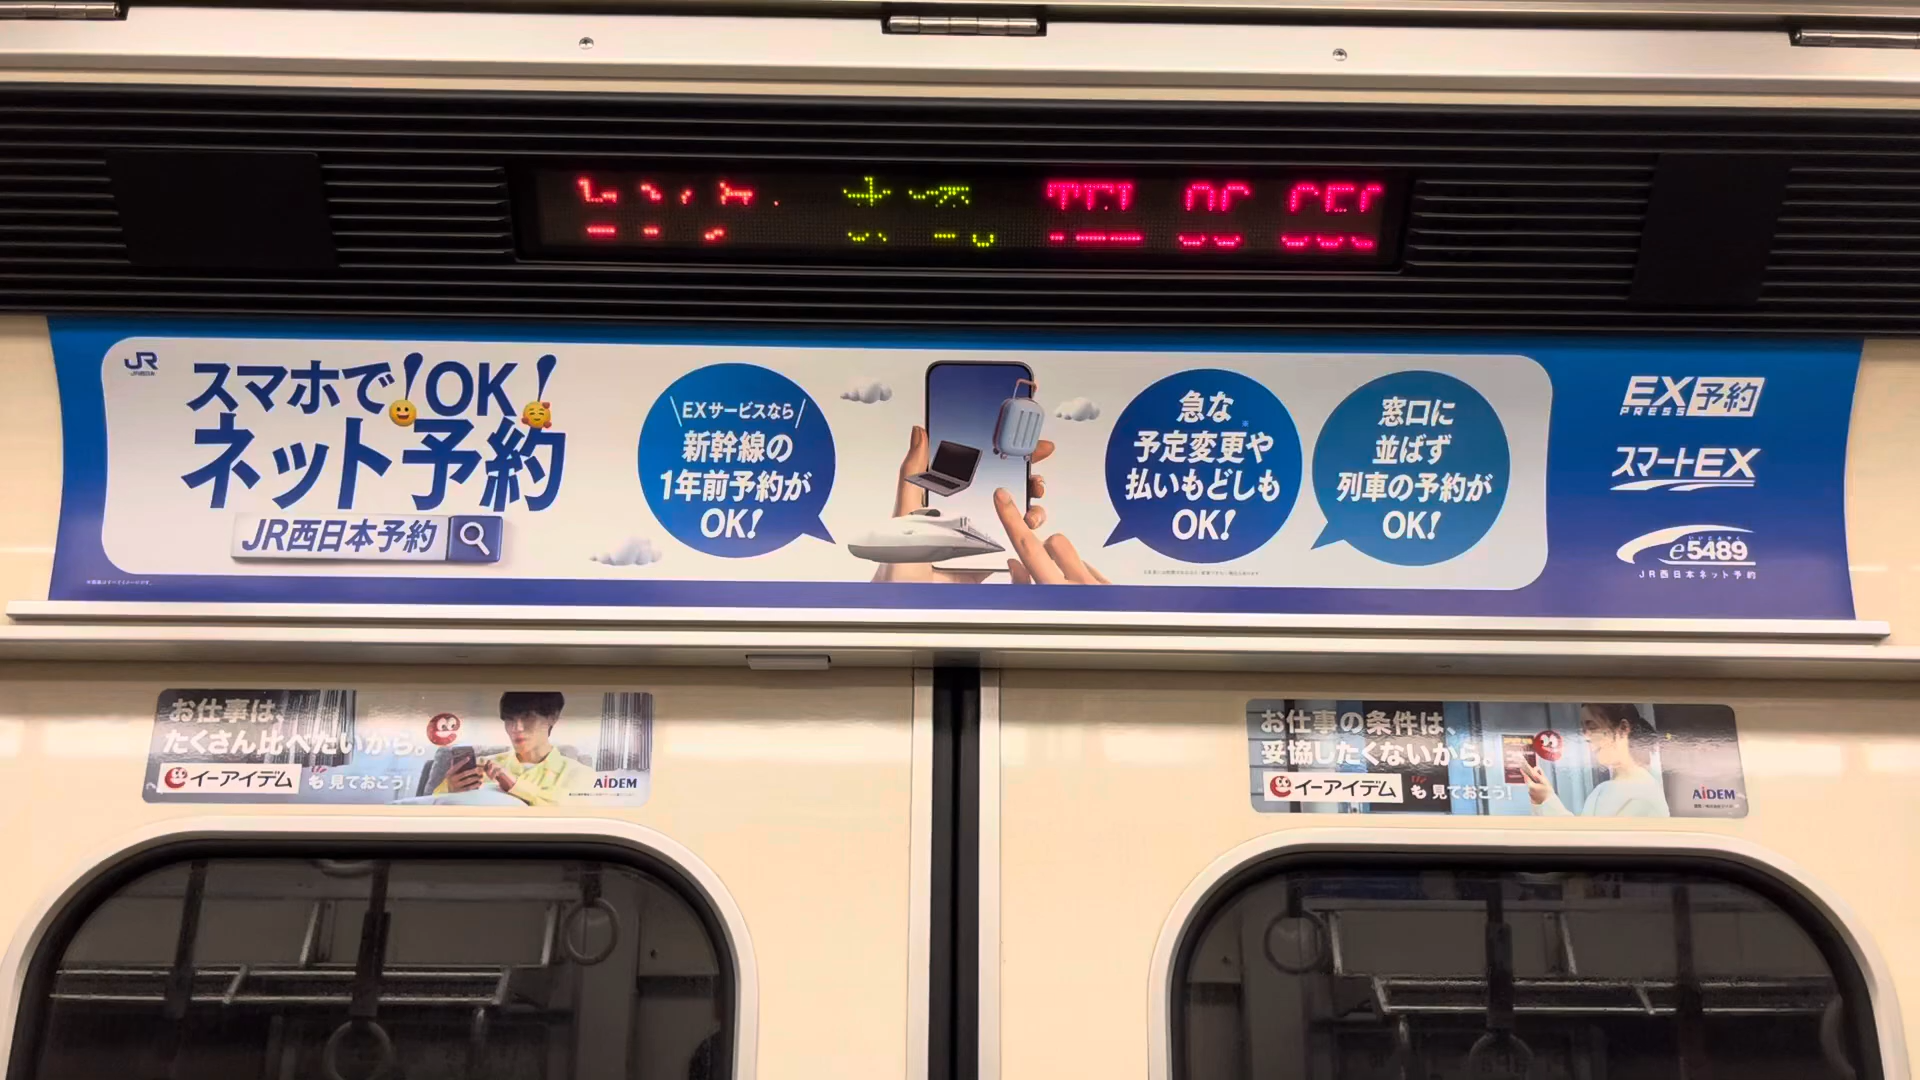 JR
スマホで!OK!
ネット予約
JR西日本予約
EXサービスなら
新幹線の
1年前予約が
OK!
急な
予定変更や
払いもどしも
OK!
窓口に
並ばず
列車の予約が
OK!
EX予約
PRESS
スマートEX
e5489
JR西日本ネット予約
お仕事は、
たくさん比べたいから。
イーアイデム も 見ておこう!
AiDEM
お仕事の条件は、
妥協したくないから。
イーアイデム も 見ておこう!
AiDEM